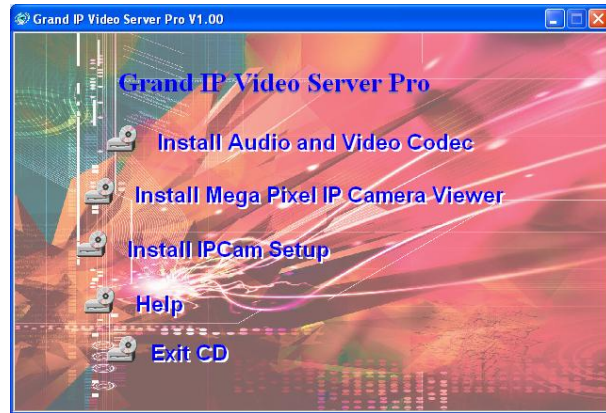 Grand IP Video Server Pro V1.00
Grand IP Video Server Pro
Install Audio and Video Codec
Install Mega Pixel IP Camera Viewer
Install IPCam Setup
Help
Exit CD